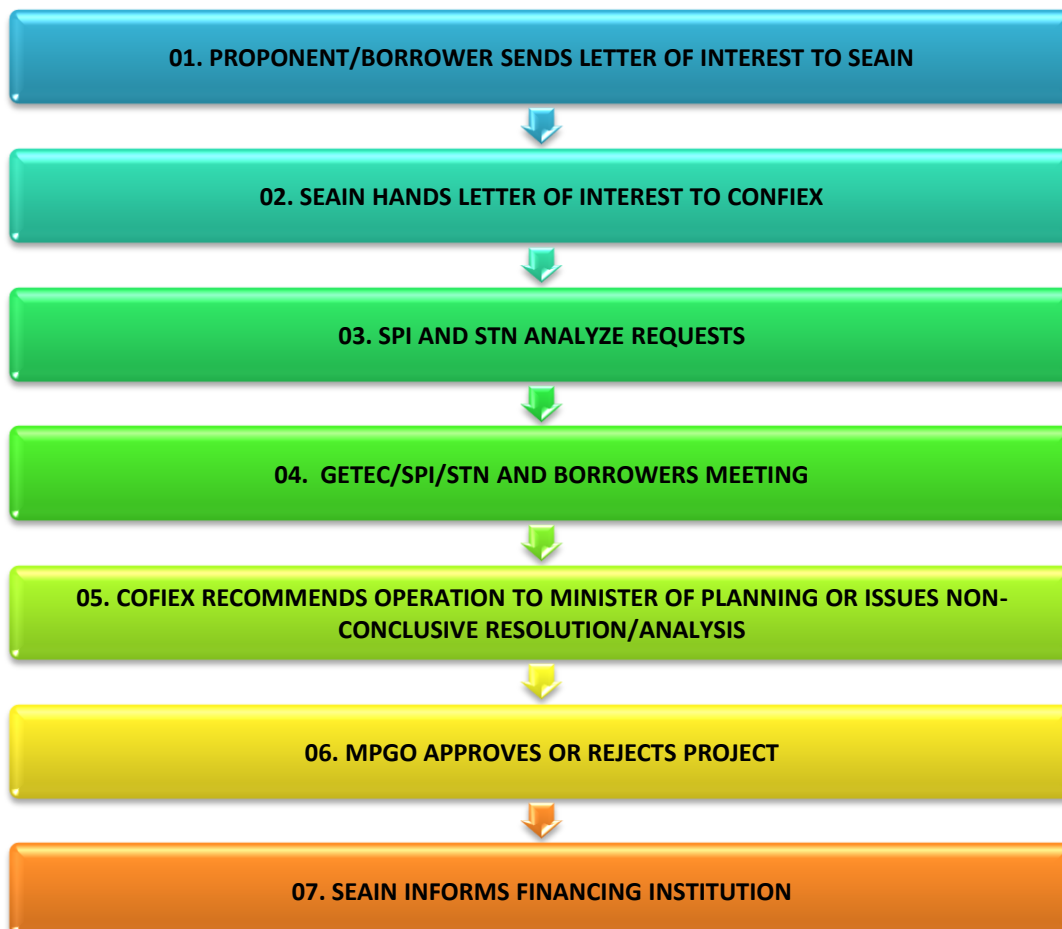 01. PROPONENT/BORROWER SENDS LETTER OF INTEREST TO SEAIN
02. SEAIN HANDS LETTER OF INTEREST TO CONFIEX
03. SPI AND STN ANALYZE REQUESTS
04. GETEC/SPI/STN AND BORROWERS MEETING
05. COFIEX RECOMMENDS OPERATION TO MINISTER OF PLANNING OR ISSUES NON-
CONCLUSIVE RESOLUTION/ANALYSIS
06. MPGO APPROVES OR REJECTS PROJECT
07. SEAIN INFORMS FINANCING INSTITUTION